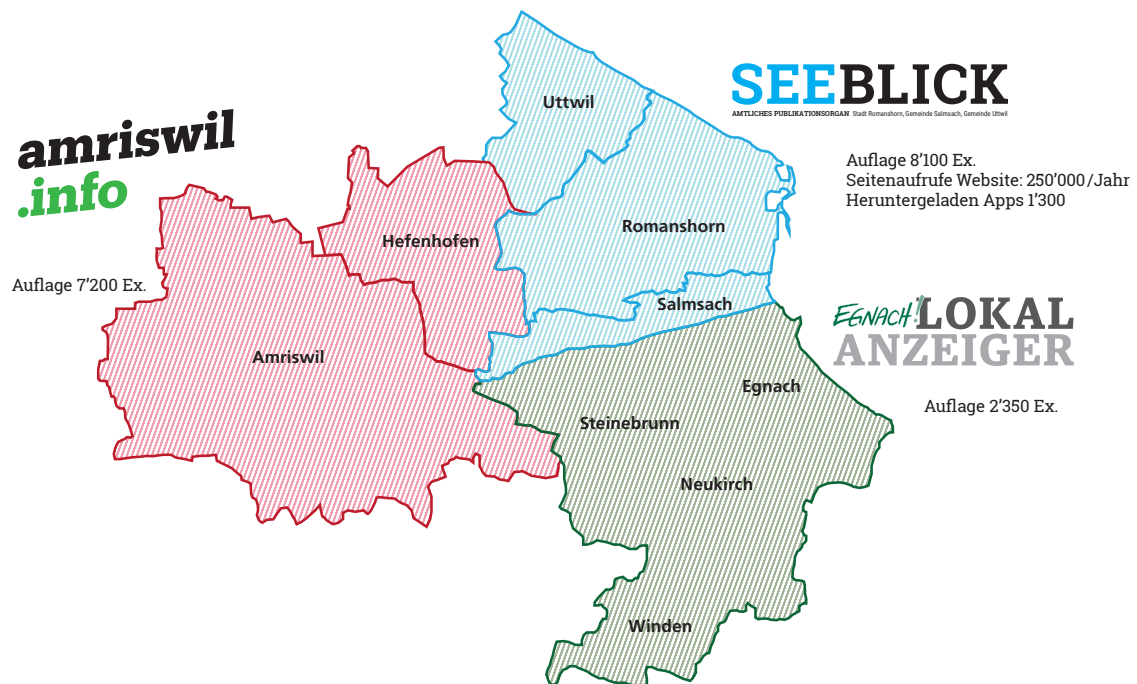 amriswil
.info
Auflage 7'200 Ex.
SEEBLICK
AMTLICHES PUBLIKATIONSORGAN Stadt Romanshorn, Gemeinde Salmsach, Gemeinde Uttwil
Auflage 8'100 Ex.
Seitenaufrufe Website: 250'000/Jahr
Heruntergeladen Apps 1'300
EGNACH! LOKAL
ANZEIGER
Auflage 2'350 Ex.
Uttwil
Romanshorn
Hefenhofen
Salmsach
Amriswil
Egnach
Steinebrunn
Neukirch
Winden